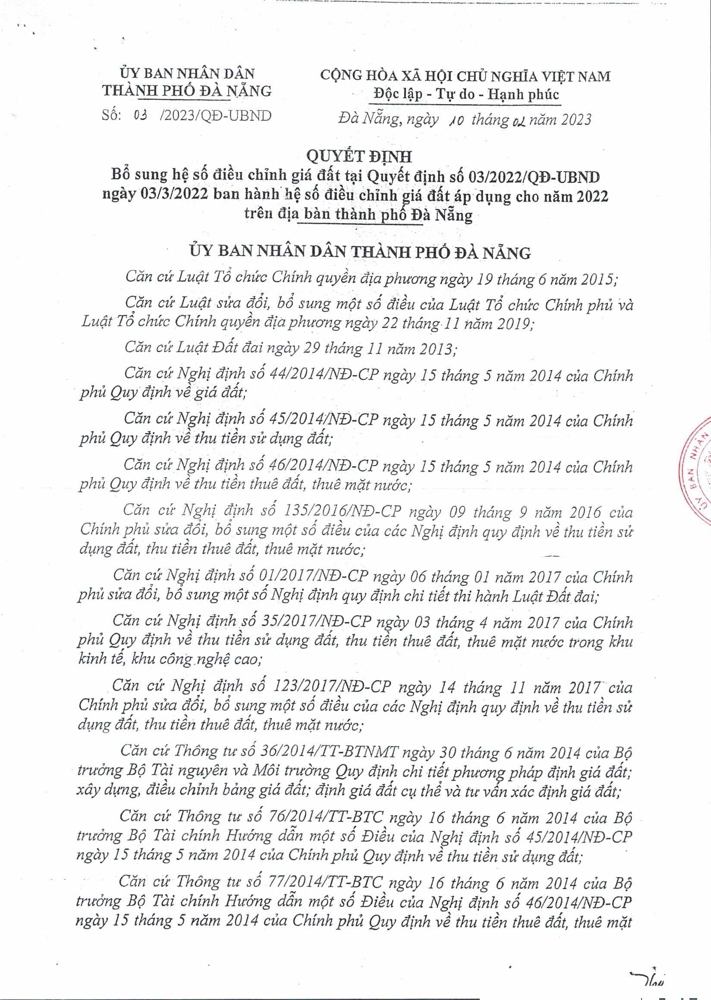 ỦY BAN NHÂN DÂN
THÀNH PHỐ ĐÀ NẴNG
Số: 03 /2023/QĐ-UBND
CỘNG HÒA XÃ HỘI CHỦ NGHĨA VIỆT NAM
Độc lập - Tự do - Hạnh phúc
Đà Nẵng, ngày 10 tháng 02 năm 2023
QUYẾT ĐỊNH
Bổ sung hệ số điều chỉnh giá đất tại Quyết định số 03/2022/QĐ-UBND
ngày 03/3/2022 ban hành hệ số điều chỉnh giá đất áp dụng cho năm 2022
trên địa bàn thành phố Đà Nẵng
ỦY BAN NHÂN DÂN THÀNH PHỐ ĐÀ NẴNG
Căn cứ Luật Tổ chức Chính quyền địa phương ngày 19 tháng 6 năm 2015;
Căn cứ Luật sửa đổi, bổ sung một số điều của Luật Tổ chức Chính phủ và
Luật Tổ chức Chính quyền địa phương ngày 22 tháng 11 năm 2019;
Căn cứ Luật Đất đai ngày 29 tháng 11 năm 2013;
Căn cứ Nghị định số 44/2014/NĐ-CP ngày 15 tháng 5 năm 2014 của Chính
phủ Quy định về giá đất;
Căn cứ Nghị định số 45/2014/NĐ-CP ngày 15 tháng 5 năm 2014 của Chính
phủ Quy định về thu tiền sử dụng đất;
Căn cứ Nghị định số 46/2014/NĐ-CP ngày 15 tháng 5 năm 2014 của Chính
phủ Quy định về thu tiền thuê đất, thuê mặt nước;
Căn cứ Nghị định số 135/2016/NĐ-CP ngày 09 tháng 9 năm 2016 của
Chính phủ sửa đổi, bổ sung một số điều của các Nghị định quy định về thu tiền sử
dụng đất, thu tiền thuê đất, thuê mặt nước;
Căn cứ Nghị định số 01/2017/NĐ-CP ngày 06 tháng 01 năm 2017 của Chính
phủ sửa đổi, bổ sung một số Nghị định quy định chi tiết thi hành Luật Đất đai;
Căn cứ Nghị định số 35/2017/NĐ-CP ngày 03 tháng 4 năm 2017 của Chính
phủ Quy định về thu tiền sử dụng đất, thu tiền thuê đất, thuê mặt nước trong khu
kinh tế, khu công nghệ cao;
Căn cứ Nghị định số 123/2017/NĐ-CP ngày 14 tháng 11 năm 2017 của
Chính phủ sửa đổi, bổ sung một số điều của các Nghị định quy định về thu tiền sử
dụng đất, thu tiền thuê đất, thuê mặt nước;
Căn cứ Thông tư số 36/2014/TT-BTNMT ngày 30 tháng 6 năm 2014 của Bộ
trưởng Bộ Tài nguyên và Môi trường Quy định chi tiết phương pháp định giá đất;
xây dựng, điều chỉnh bảng giá đất; định giá đất cụ thể và tư vấn xác định giá đất;
Căn cứ Thông tư số 76/2014/TT-BTC ngày 16 tháng 6 năm 2014 của Bộ
trưởng Bộ Tài chính Hướng dẫn một số Điều của Nghị định số 45/2014/NĐ-CP
ngày 15 tháng 5 năm 2014 của Chính phủ Quy định về thu tiền sử dụng đất;
Căn cứ Thông tư số 77/2014/TT-BTC ngày 16 tháng 6 năm 2014 của Bộ
trưởng Bộ Tài chính Hướng dẫn một số Điều của Nghị định số 46/2014/NĐ-CP
ngày 15 tháng 5 năm 2014 của Chính phủ Quy định về thu tiền thuê đất, thuê mặt
ỦY BAN NHÂN